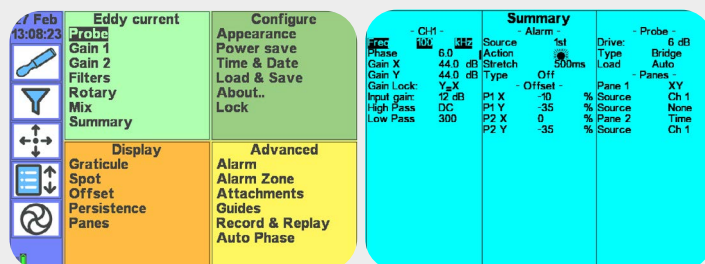 7 Feb
13:08:23
Eddy current
Probe
Gain 1
Gain 2
Filters
Rotary
Mix
Summary
Configure
Appearance
Power save
Time & Date
Load & Save
About..
Lock
Display
Graticule
Spot
Offset
Persistence
Panes
Advanced
Alarm
Alarm Zone
Attachments
Guides
Record & Replay
Auto Phase
Summary
- CH1 -
Freq 100 kHz
Phase 6.0
Gain X 44.0 dB
Gain Y 44.0 dB
Gain Lock: Y=X
Input gain: 12 dB
High Pass DC
Low Pass 300
- Alarm -
Source 1st
Action
Stretch 500ms
Type Off
- Offset -
P1 X -10 %
P1 Y -35 %
P2 X 0 %
P2 Y -35 %
- Probe -
Drive: 6 dB
Type Bridge
Load Auto
- Panes -
Pane 1 XY
Source Ch 1
Source None
Pane 2 Time
Source Ch 1